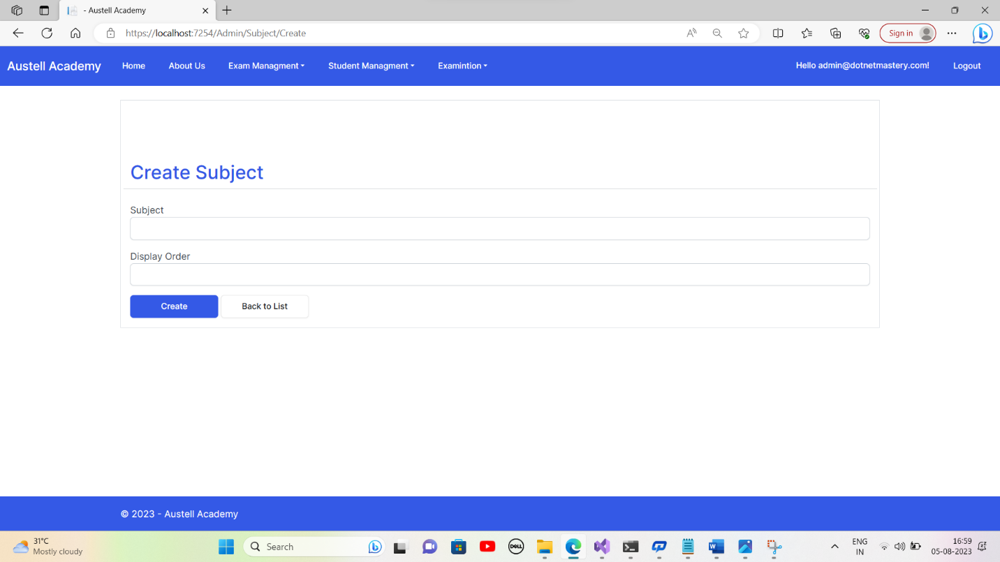 - Austell Academy
https://localhost:7254/Admin/Subject/Create
Sign in
Austell Academy Home About Us Exam Managment Student Managment Examintion Hello admin@dotnetmastery.com! Logout
Create Subject
Subject
Display Order
Create Back to List
© 2023 - Austell Academy
31°C
Mostly cloudy
Search
DELL
ENG
IN
16:59
05-08-2023